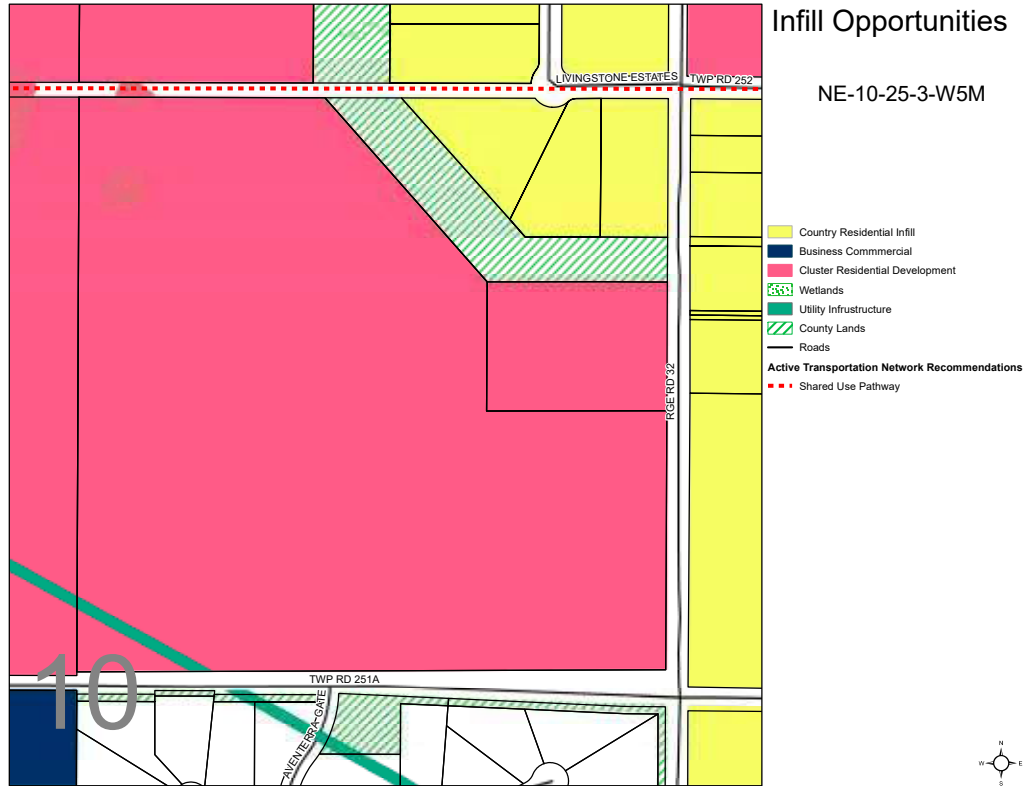 Infill Opportunities
NE-10-25-3-W5M
LIVINGSTONE ESTATES
TWP RD 252
Country Residential Infill
Business Commmercial
Cluster Residential Development
Wetlands
Utility Infrustructure
County Lands
Roads
Active Transportation Network Recommendations
Shared Use Pathway
RGE RD 32
10
TWP RD 251A
AVENTERRA GATE
N
W
E
S